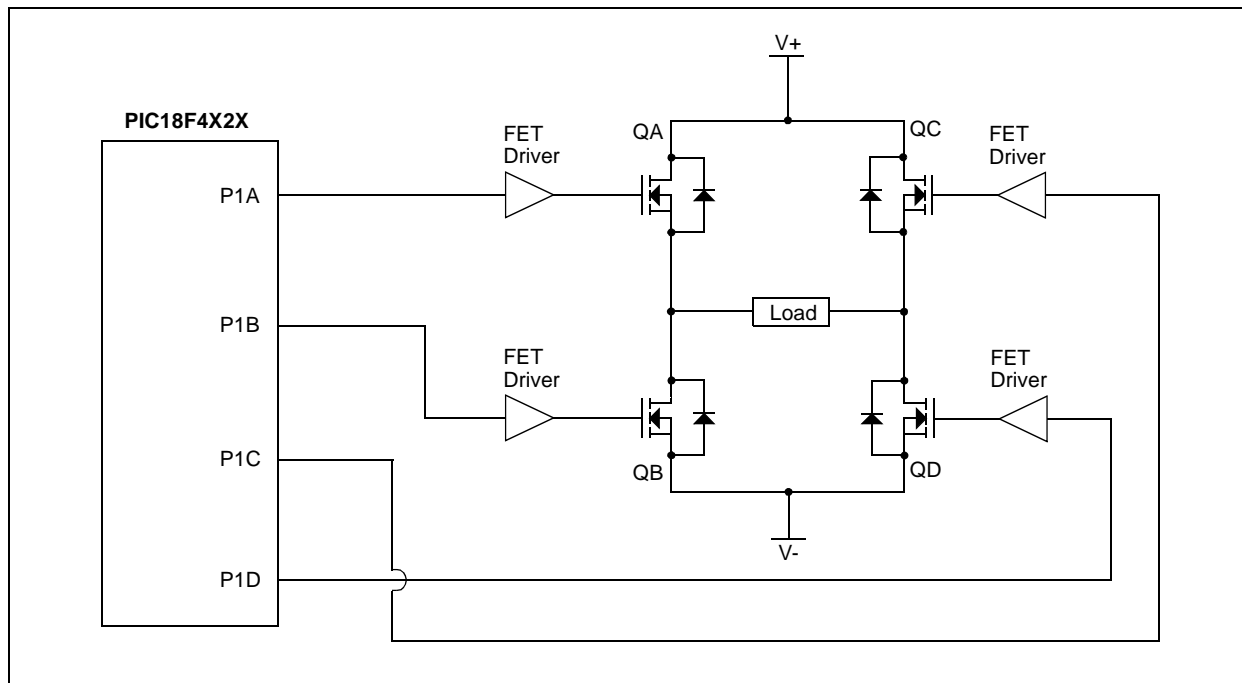 V+
PIC18F4X2X
FET
Driver
QA
QC
FET
Driver
P1A
Load
P1B
FET
Driver
FET
Driver
P1C
QB
QD
V-
P1D